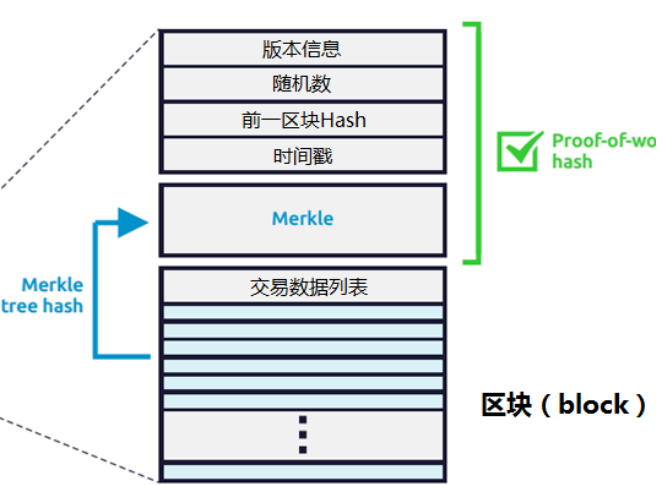 版本信息
随机数
前一区块Hash
时间戳
Proof-of-wo
hash
Merkle
Merkle
tree hash
交易数据列表
区块（block）